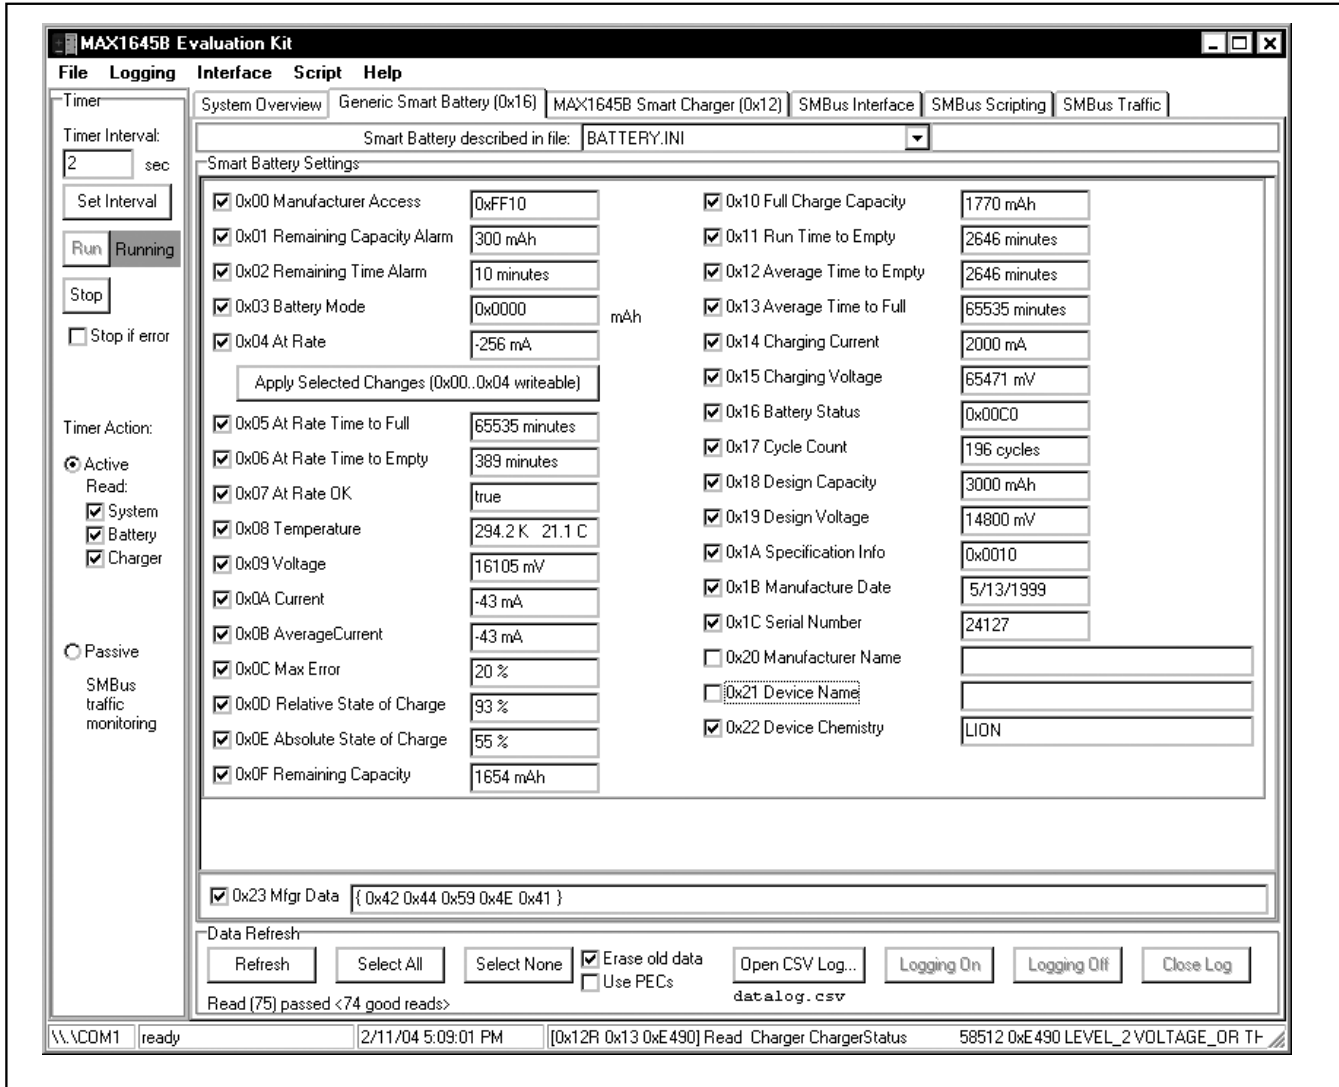 MAX1645B Evaluation Kit
File Logging Interface Script Help
Timer
Timer Interval:
2 sec
Set Interval
Run Running
Stop
Stop if error
Timer Action:
Active
Read:
System
Battery
Charger
Passive
SMBus
traffic
monitoring
System Overview Generic Smart Battery (0x16) MAX1645B Smart Charger (0x12) SMBus Interface SMBus Scripting SMBus Traffic
Smart Battery described in file: BATTERY.INI
Smart Battery Settings
0x00 Manufacturer Access 0xFF10
0x01 Remaining Capacity Alarm 300 mAh
0x02 Remaining Time Alarm 10 minutes
0x03 Battery Mode 0x0000 mAh
0x04 At Rate -256 mA
Apply Selected Changes (0x00..0x04 writeable)
0x05 At Rate Time to Full 65535 minutes
0x06 At Rate Time to Empty 389 minutes
0x07 At Rate OK true
0x08 Temperature 294.2 K 21.1 C
0x09 Voltage 16105 mV
0x0A Current -43 mA
0x0B AverageCurrent -43 mA
0x0C Max Error 20 %
0x0D Relative State of Charge 93 %
0x0E Absolute State of Charge 55 %
0x0F Remaining Capacity 1654 mAh
0x10 Full Charge Capacity 1770 mAh
0x11 Run Time to Empty 2646 minutes
0x12 Average Time to Empty 2646 minutes
0x13 Average Time to Full 65535 minutes
0x14 Charging Current 2000 mA
0x15 Charging Voltage 65471 mV
0x16 Battery Status 0x00C0
0x17 Cycle Count 196 cycles
0x18 Design Capacity 3000 mAh
0x19 Design Voltage 14800 mV
0x1A Specification Info 0x0010
0x1B Manufacture Date 5/13/1999
0x1C Serial Number 24127
0x20 Manufacturer Name
0x21 Device Name
0x22 Device Chemistry LION
0x23 Mfgr Data { 0x42 0x44 0x59 0x4E 0x41 }
Data Refresh
Refresh Select All Select None Erase old data Open CSV Log... Logging On Logging Off Close Log
Use PECs
datalog.csv
Read (75) passed <74 good reads>
\\.\COM1 ready 2/11/04 5:09:01 PM [0x12R 0x13 0xE490] Read Charger ChargerStatus 58512 0xE490 LEVEL_2 VOLTAGE_OR TH